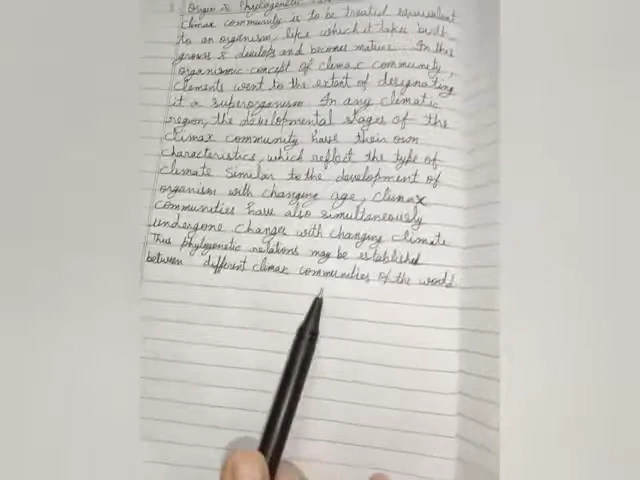 Origin & Phylogenetic
Climax community is to be treated equivalent
to an organism, like which it takes birth
grows & develops and becomes mature. In this
organismic concept of climax community,
Clements went to the extent of designating
it a superorganism. In any climatic
region, the developmental stages of the
climax community have their own
characteristics, which reflect the type of
climate similar to the development of
organism with changing age, climax
communities have also simultaneously
undergone changes with changing climate
Thus phylogenetic relations may be established
between different climax communities of the world